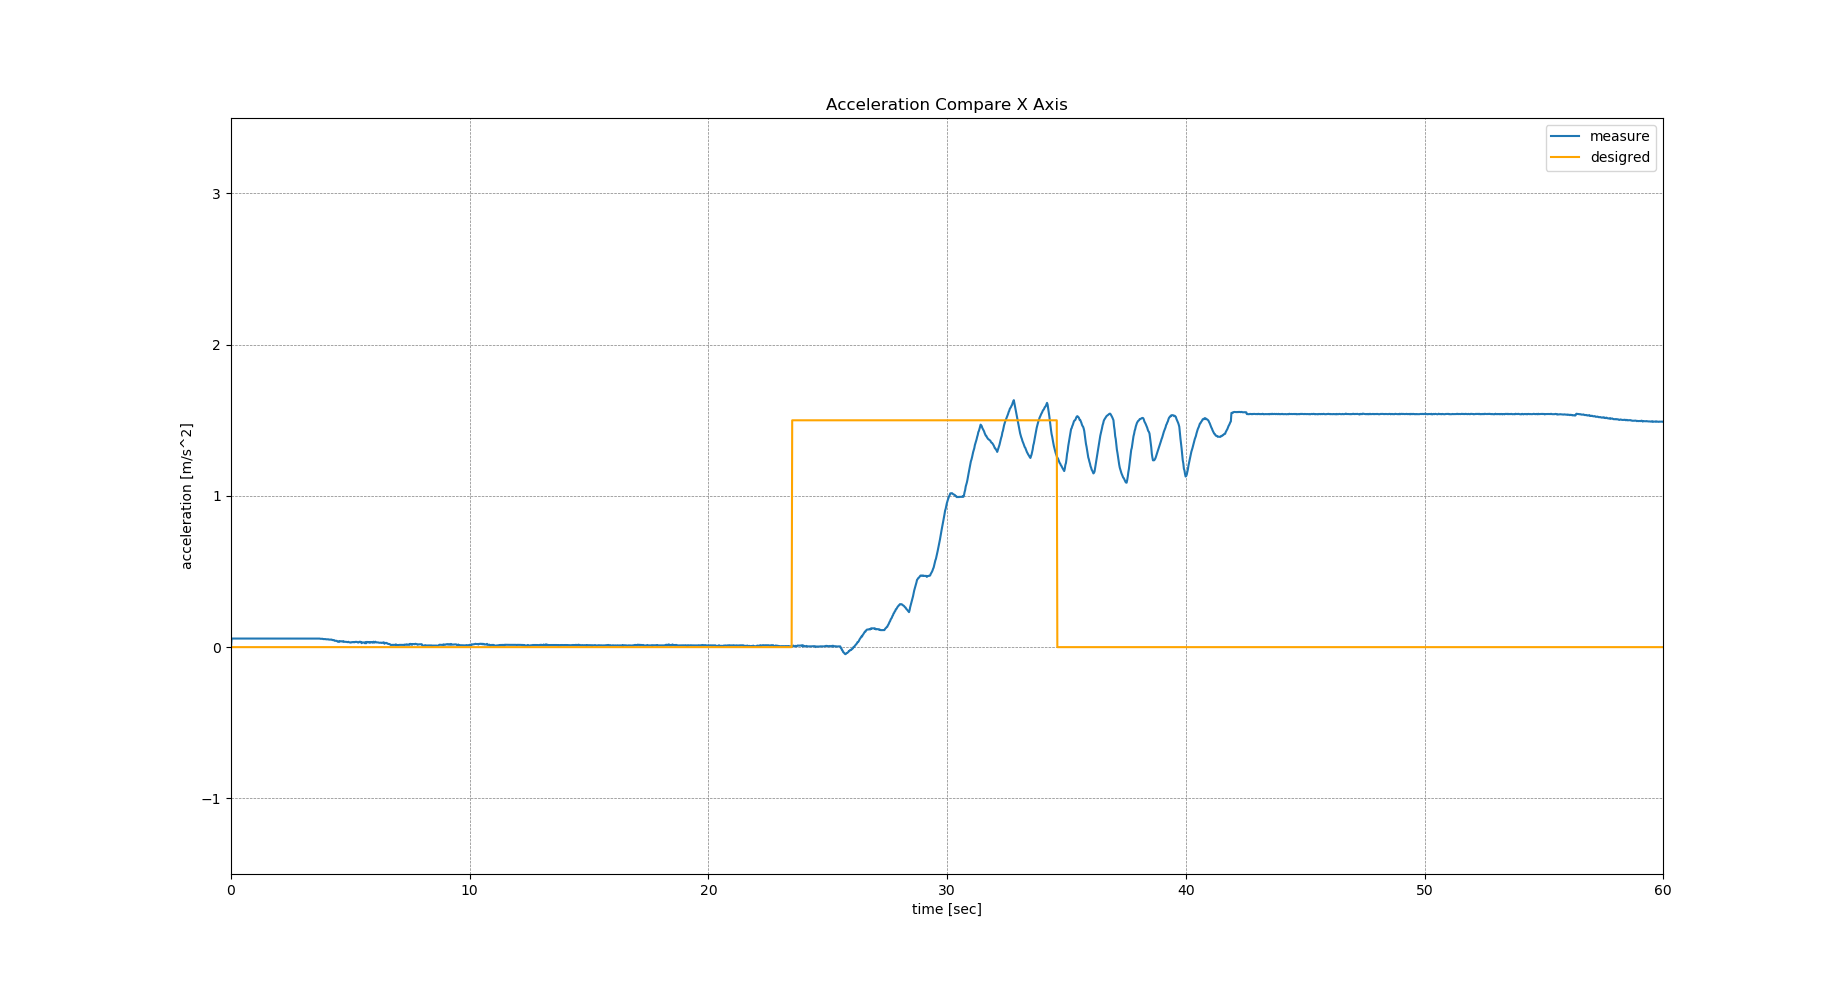 Acceleration Compare X Axis
measure
desigred
3
2
1
0
−1
acceleration [m/s^2]
0 10 20 30 40 50 60
time [sec]